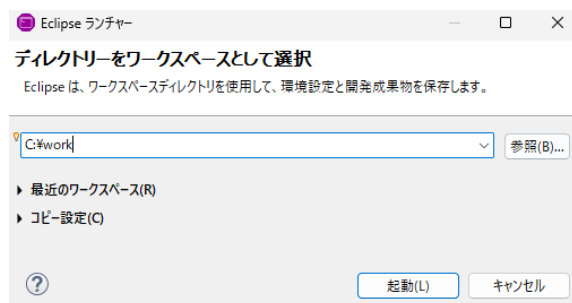 Eclipse ランチャー
ディレクトリーをワークスペースとして選択
Eclipse は、ワークスペースディレクトリを使用して、環境設定と開発成果物を保存します。
C:¥work
参照(B)...
最近のワークスペース(R)
コピー設定(C)
?
起動(L)
キャンセル